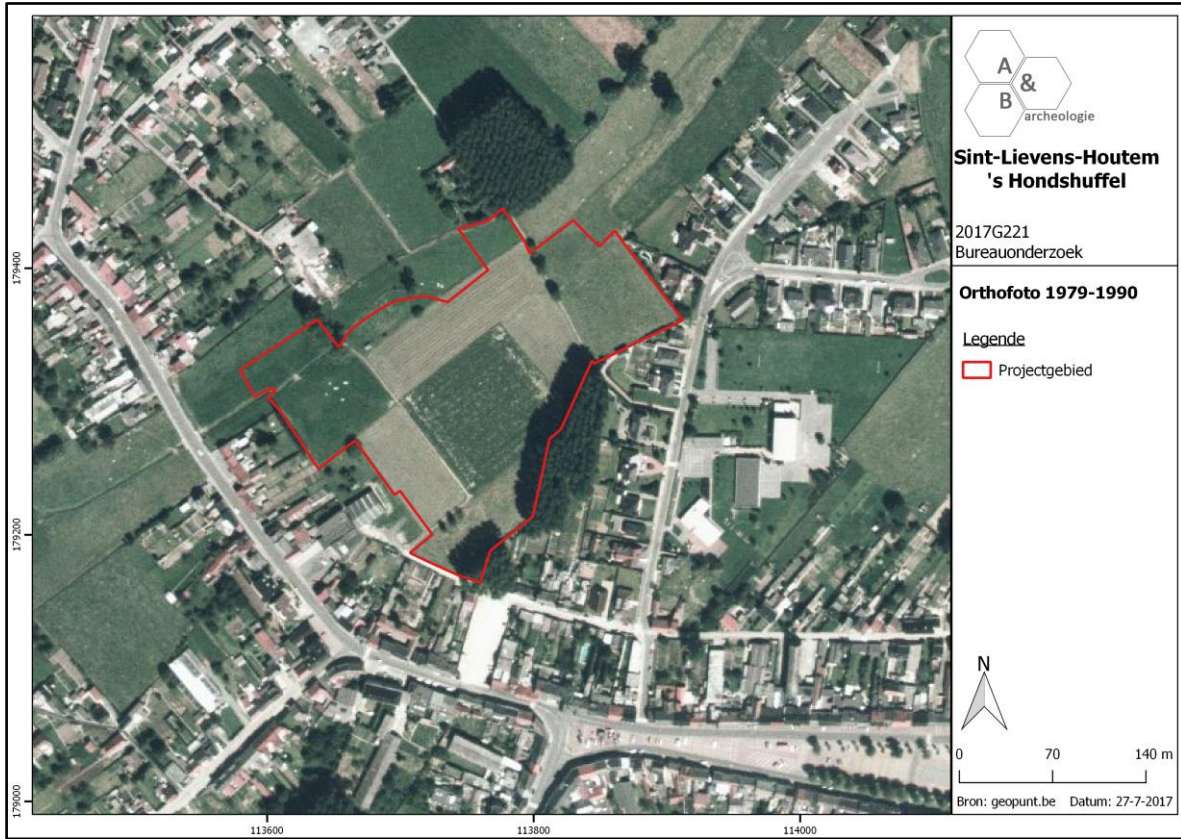 A
&
B
archeologie
Sint-Lievens-Houtem
's Hondshuffel
2017G221
Bureauonderzoek
Orthofoto 1979-1990
Legende
Projectgebied
N
0 70 140 m
Bron: geopunt.be Datum: 27-7-2017
179400
179200
179000
113600 113800 114000